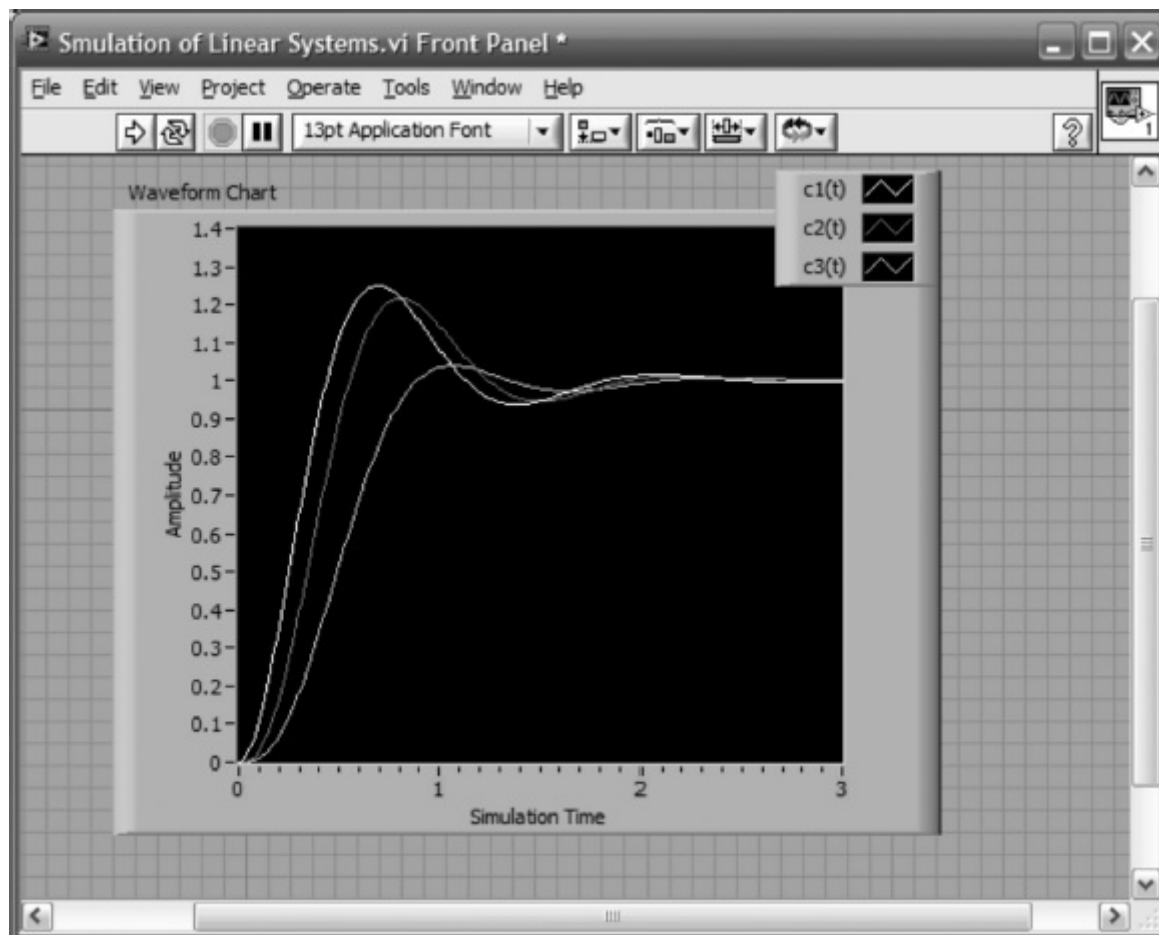 Smulation of Linear Systems.vi Front Panel *
File Edit View Project Operate Tools Window Help
13pt Application Font
1
Waveform Chart
c1(t)
c2(t)
c3(t)
1.4
1.3
1.2
1.1
1
0.9
0.8
0.7
0.6
0.5
0.4
0.3
0.2
0.1
0
Amplitude
0 1 2 3
Simulation Time